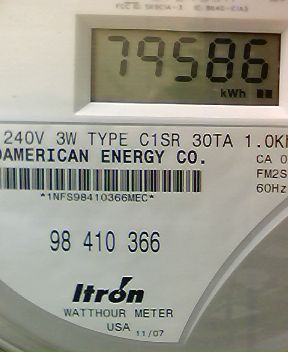 79586
kWh
240V 3W TYPE C1SR 30TA 1.0K
AMERICAN ENERGY CO.
CA 0
FM2S
60Hz
*1NFS98410366MEC*
98 410 366
Itrón
WATTHOUR METER
USA 11/07